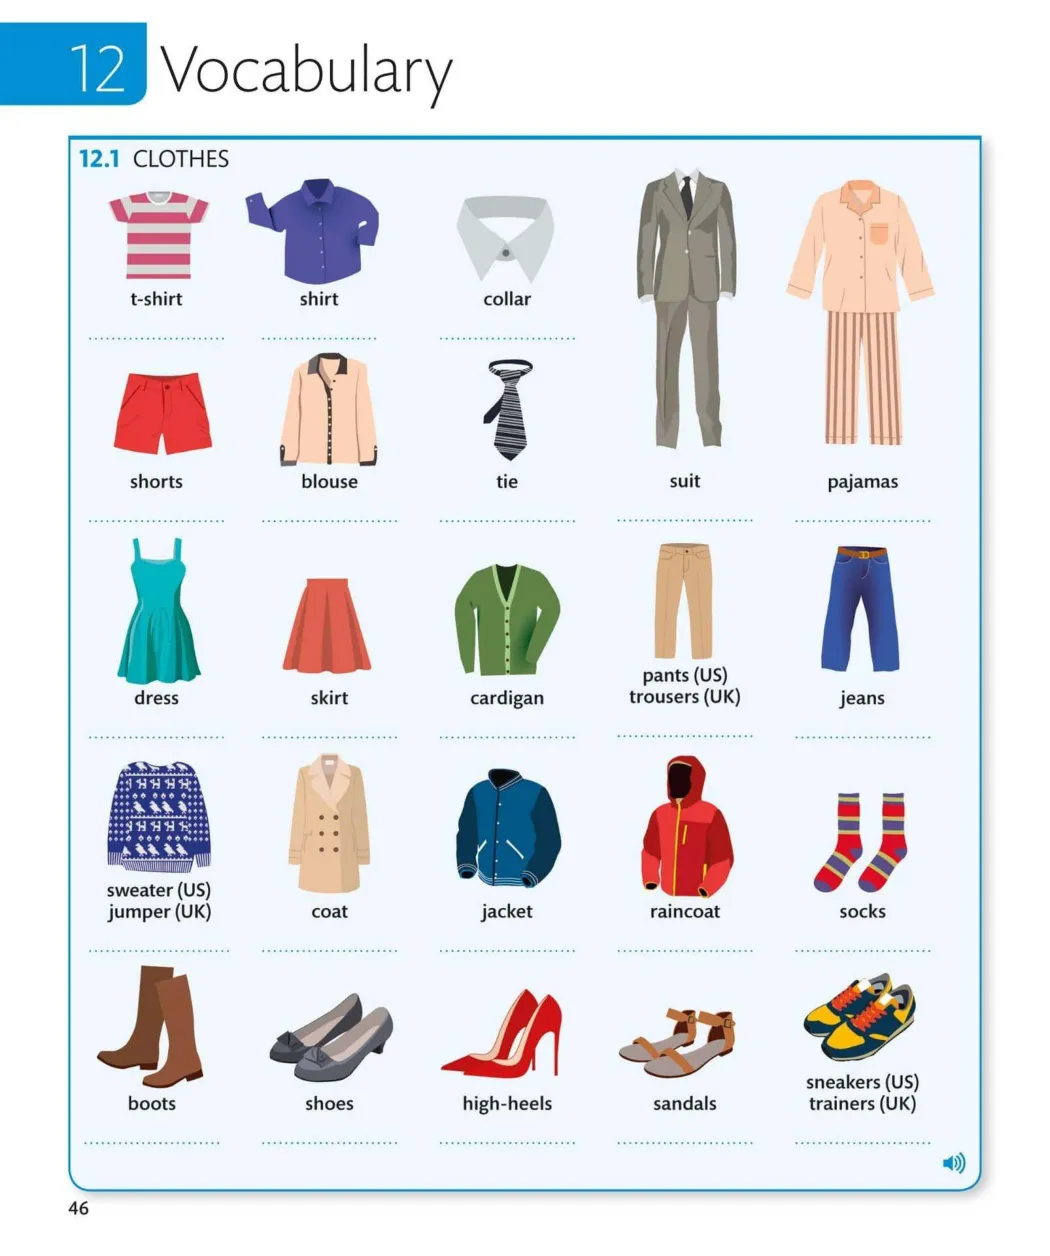 12 Vocabulary
12.1 CLOTHES
t-shirt
shirt
collar
shorts
blouse
tie
suit
pajamas
dress
skirt
cardigan
pants (US)
trousers (UK)
jeans
sweater (US)
jumper (UK)
coat
jacket
raincoat
socks
boots
shoes
high-heels
sandals
sneakers (US)
trainers (UK)
46